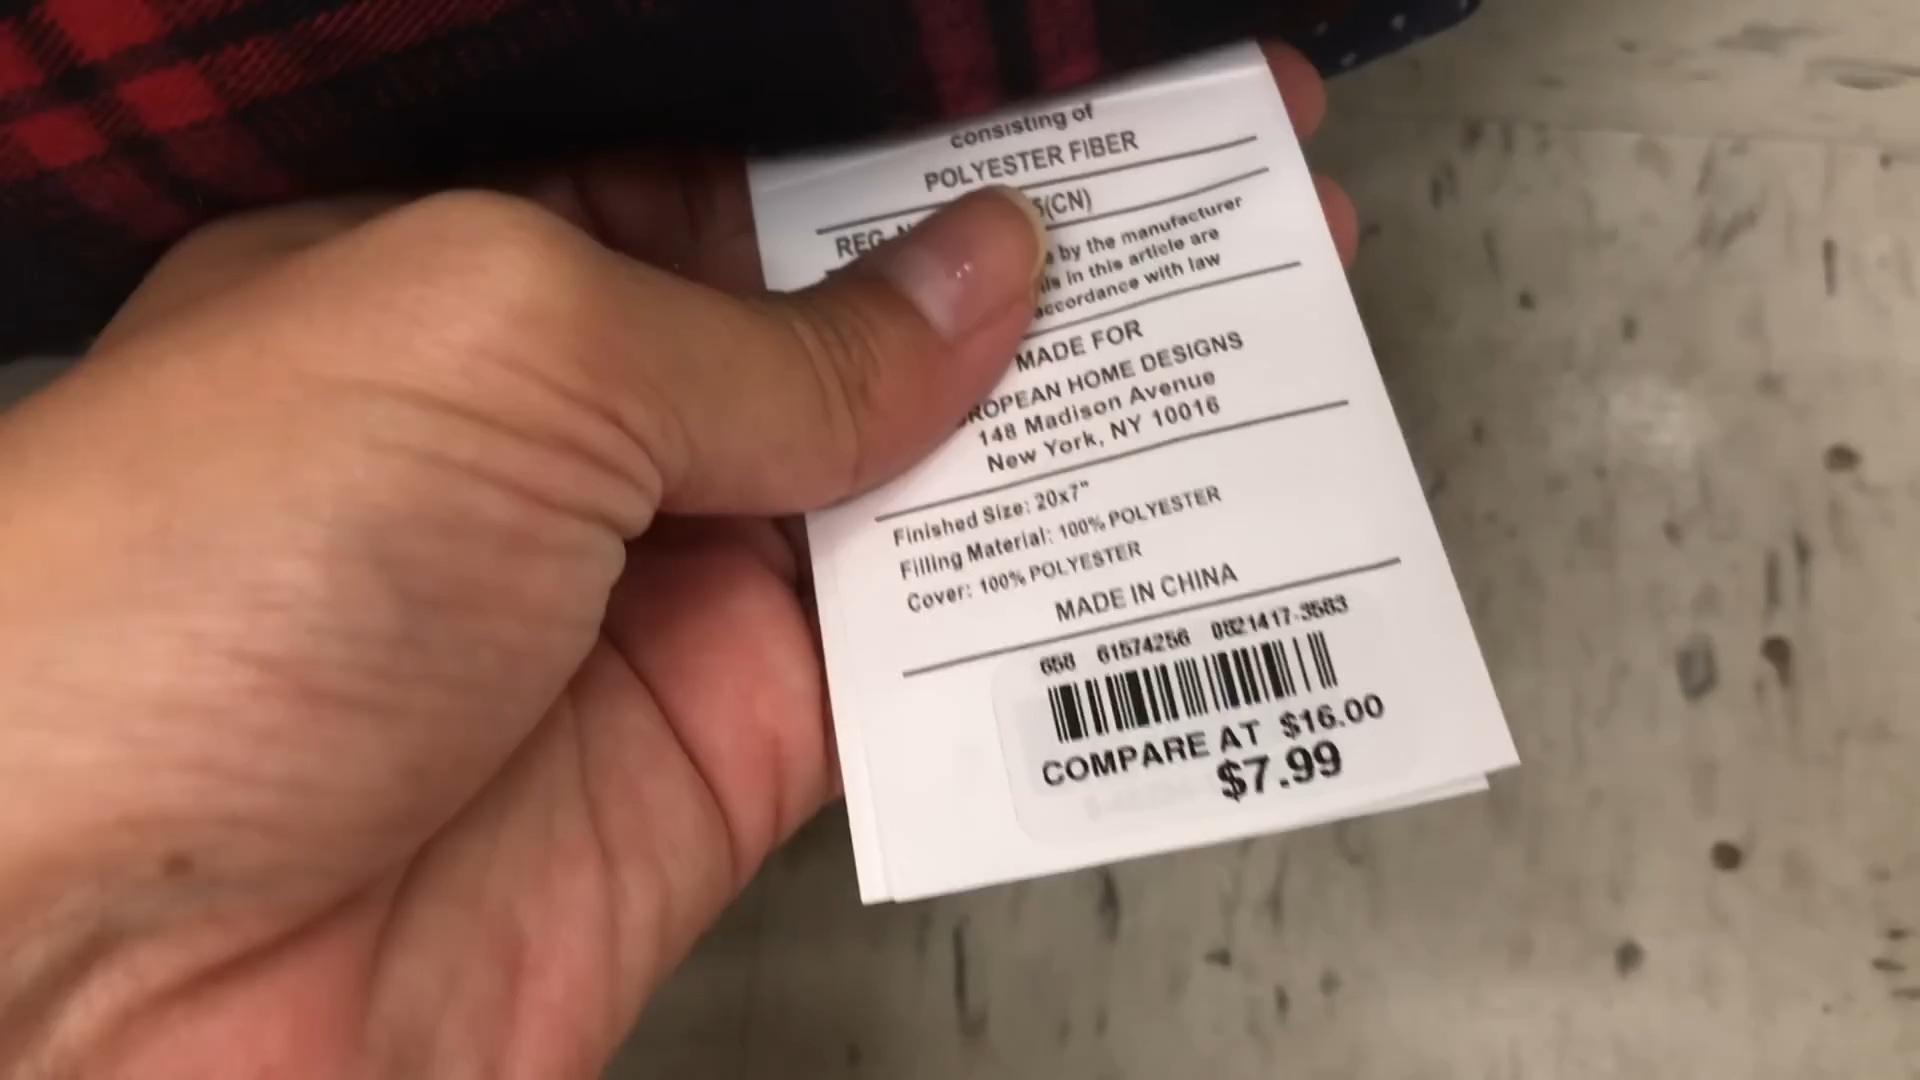 consisting of
POLYESTER FIBER
REG. (CN)
by the manufacturer
in this article are
accordance with law
MADE FOR
HOME DESIGNS
148 Madison Avenue
New York, NY 10016
Finished Size: 20x7"
Filling Material: 100% POLYESTER
Cover: 100% POLYESTER
MADE IN CHINA
658 61574256 0821417-3583
COMPARE AT $16.00
$7.99